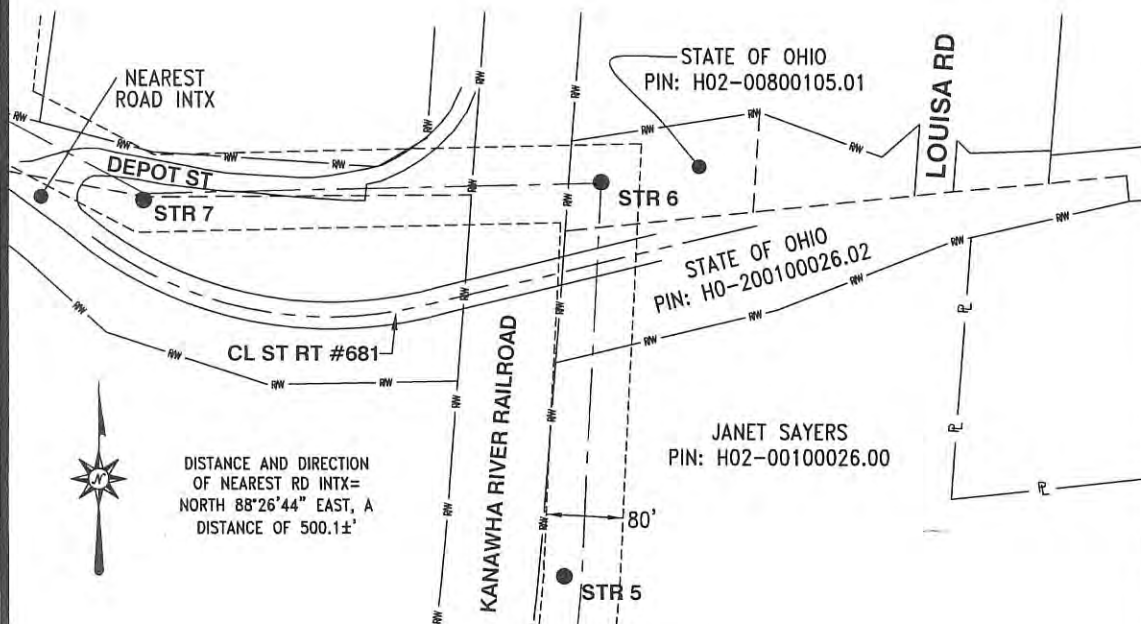 NEAREST
ROAD INTX
STATE OF OHIO
PIN: H02-00800105.01
LOUISA RD
R/W
R/W
R/W
R/W
R/W
R/W
R/W
R/W
R/W
DEPOT ST
STR 7
STR 6
R/W
R/W
STATE OF OHIO
PIN: H0-200100026.02
R/W
R/W
R/W
R/W
R/W
R/W
R/W
R/W
R/W
R/W
CL ST RT #681
KANAWHA RIVER RAILROAD
N
DISTANCE AND DIRECTION
OF NEAREST RD INTX=
NORTH 88°26'44" EAST, A
DISTANCE OF 500.1±'
JANET SAYERS
PIN: H02-00100026.00
PL
PL
PL
R/W
R/W
R/W
80'
R/W
R/W
STR 5